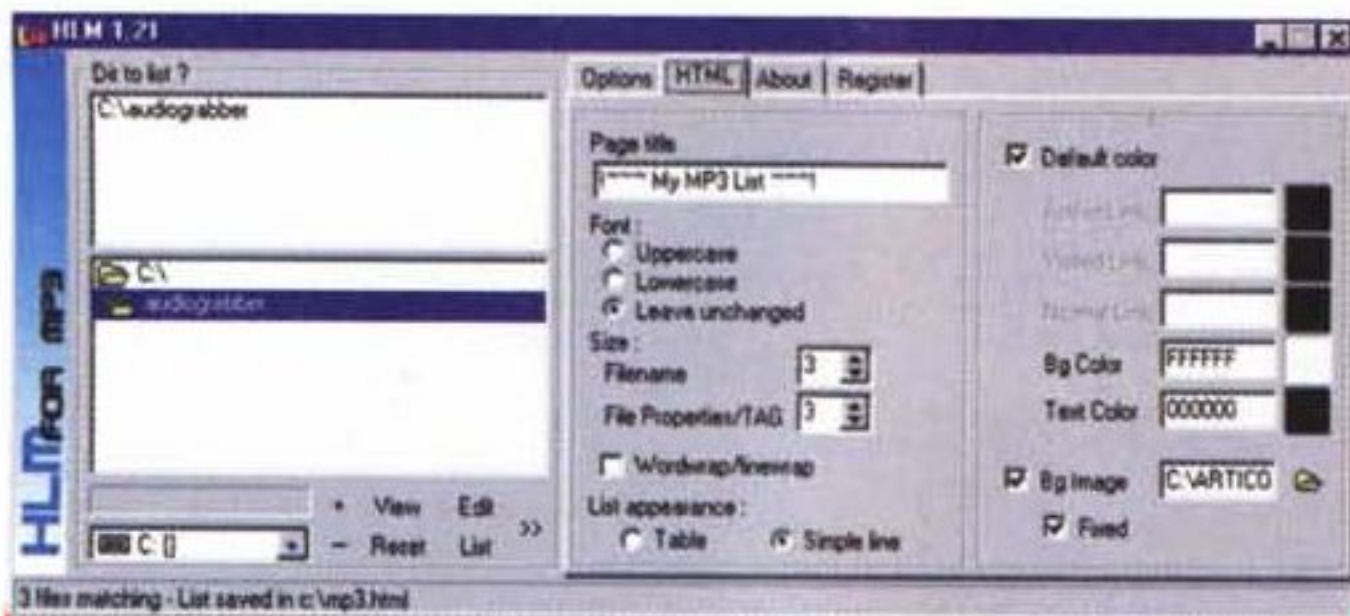 HLM 1.21
Dir to list ?
C:\audiograbber
C:\
audiograbber
+ View Edit
C: []
- Reset List >>
HLM FOR MP3
Options HTML About Register
Page title
My MP3 List
Font :
Uppercase
Lowercase
Leave unchanged
Size :
Filename 3
File Properties/TAG 3
Wordwrap/linewrap
List appearance :
Table Simple line
Default color
Active Link
Visited Link
Normal Link
Bg Color FFFFFF
Text Color 000000
Bg Image C:\ARTICO
Fixed
3 files matching - List saved in c:\mp3.html